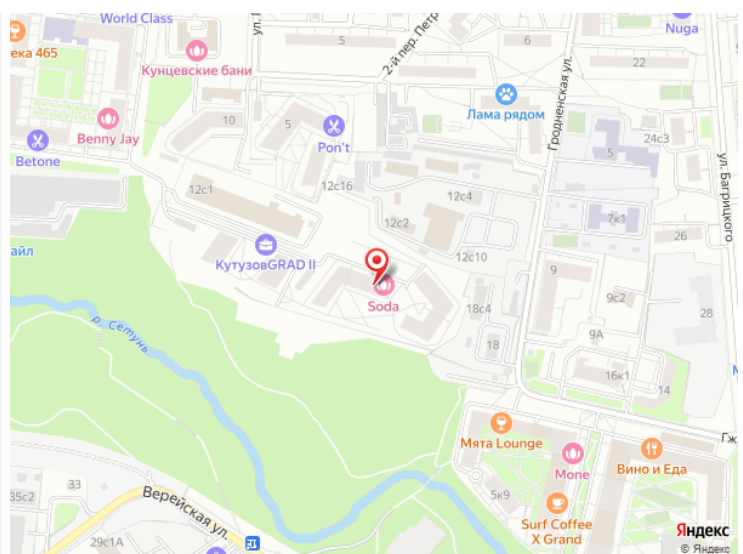 World Class
ека 465
Кунцевские бани
Benny Jay
Betone
10
5
5
2-й пер. Петр
Pon't
Лама рядом
Гродненская ул.
Nuga
22
24с3
5
7к1
ул. Багрицкого
26
28
12с1
12с16
12с4
12с2
12с10
айл
КутузовGRAD II
Soda
9
9с2
9А
18с4
18
16к1
14
р. Сетунь
Мята Lounge
Mone
Вино и Еда
Гж
5к9
Surf Coffee
X Grand
35с2
33
Верейская ул.
29с1А
Яндекс
© Яндекс